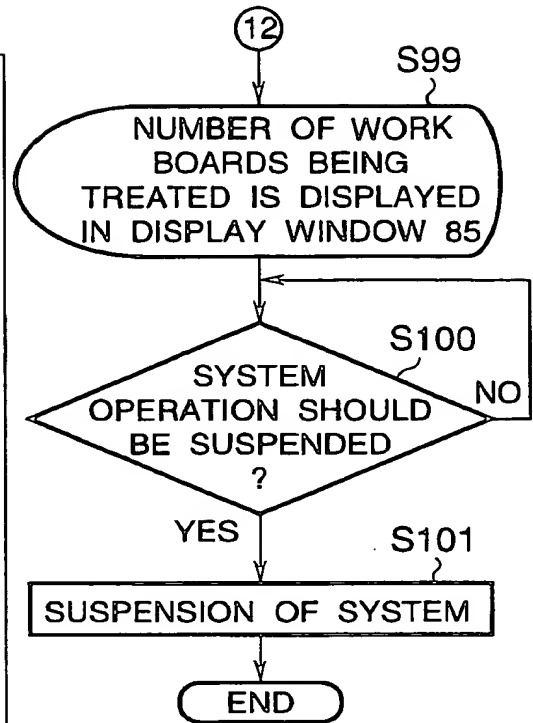 12
S99
NUMBER OF WORK
BOARDS BEING
TREATED IS DISPLAYED
IN DISPLAY WINDOW 85
S100
SYSTEM
OPERATION SHOULD
BE SUSPENDED
?
NO
YES
S101
SUSPENSION OF SYSTEM
END